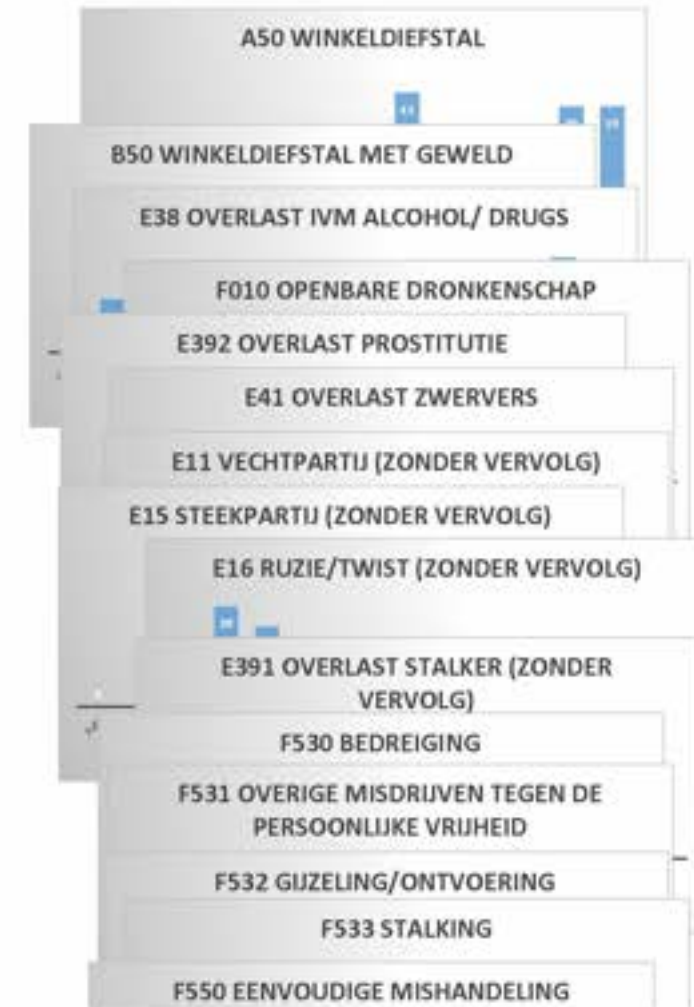 A50 WINKELDIEFSTAL
B50 WINKELDIEFSTAL MET GEWELD
E38 OVERLAST IVM ALCOHOL/ DRUGS
F010 OPENBARE DRONKENSCHAP
E392 OVERLAST PROSTITUTIE
E41 OVERLAST ZWERVERS
E11 VECHTPARTIJ (ZONDER VERVOLG)
E15 STEEKPARTIJ (ZONDER VERVOLG)
E16 RUZIE/TWIST (ZONDER VERVOLG)
E391 OVERLAST STALKER (ZONDER
VERVOLG)
F530 BEDREIGING
F531 OVERIGE MISDRIJVEN TEGEN DE
PERSOONLIJKE VRIJHEID
F532 GIJZELING/ONTVOERING
F533 STALKING
F550 EENVOUDIGE MISHANDELING